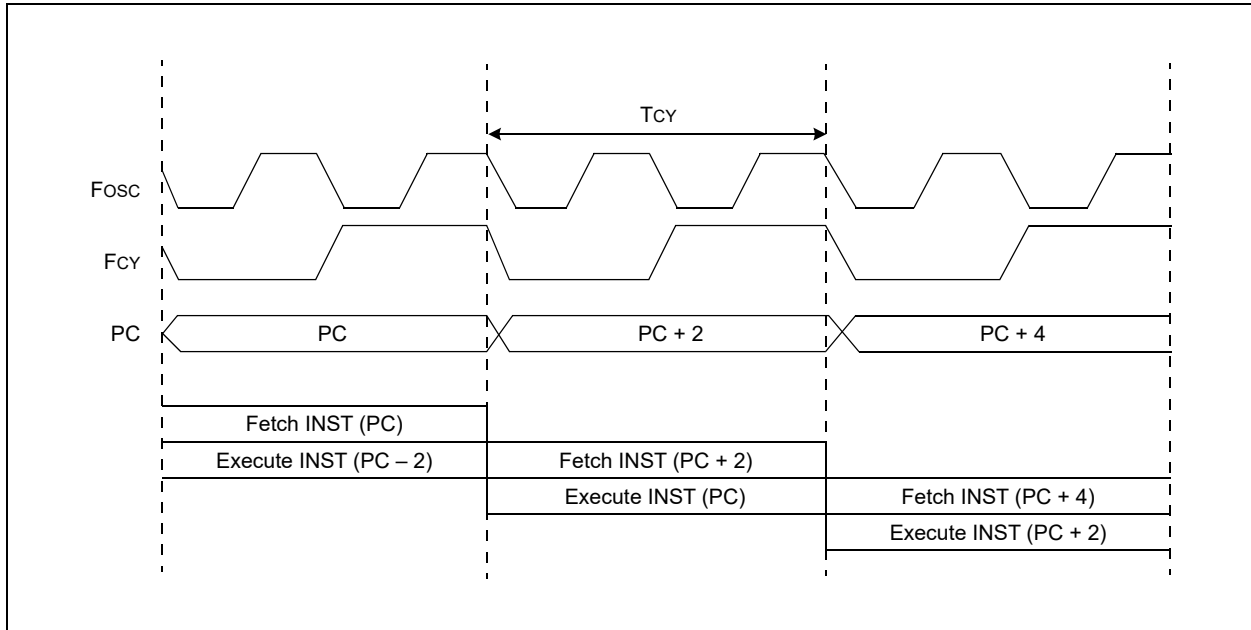 TCY
FOSC
FCY
PC PC PC + 2 PC + 4
Fetch INST (PC)
Execute INST (PC – 2) Fetch INST (PC + 2)
Execute INST (PC) Fetch INST (PC + 4)
Execute INST (PC + 2)